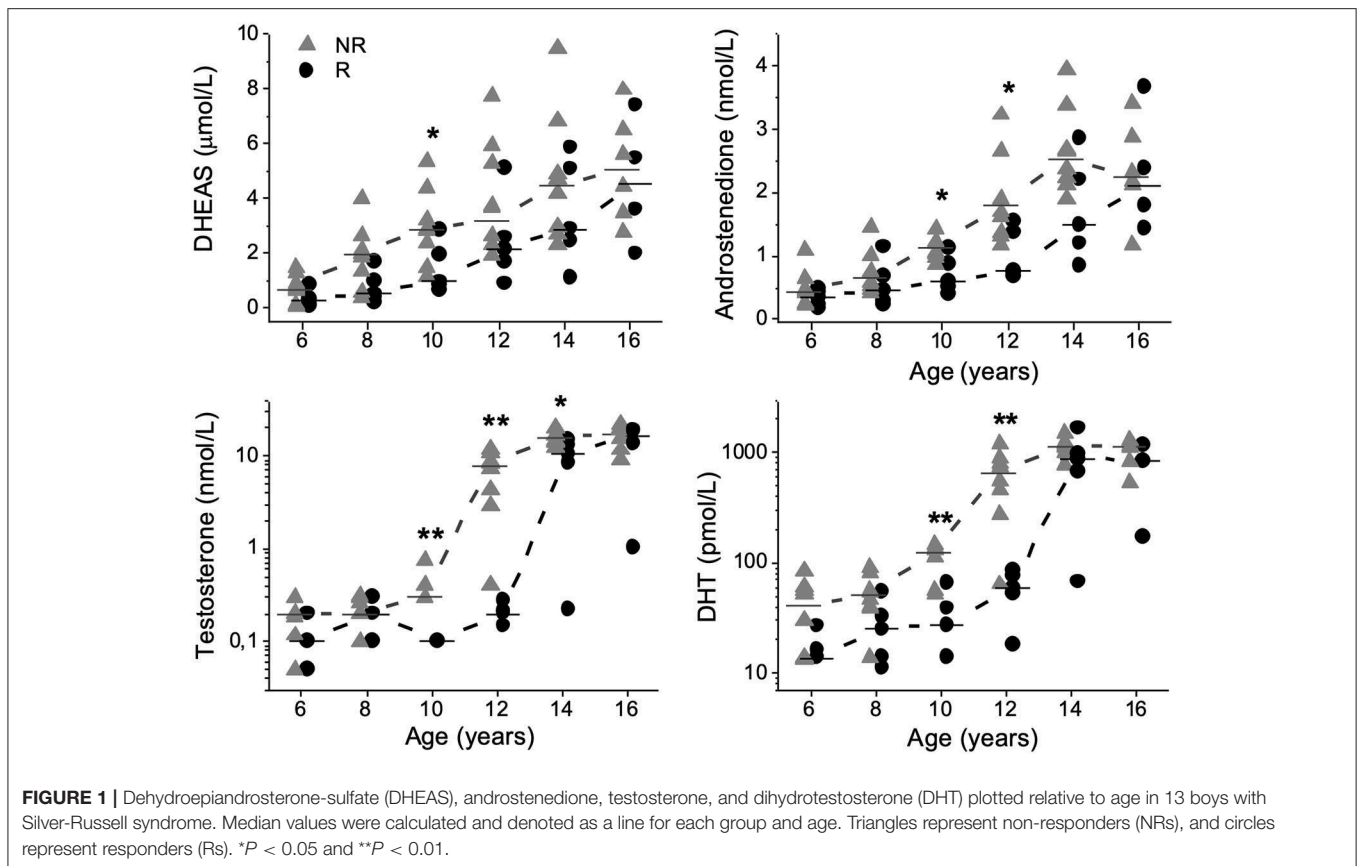 10
8
6
4
2
0
DHEAS (μmol/L)
NR
R
*
6 8 10 12 14 16
4
3
2
1
0
Androstenedione (nmol/L)
*
*
6 8 10 12 14 16
Age (years)
10
1
0,1
Testosterone (nmol/L)
**
**
*
6 8 10 12 14 16
Age (years)
1000
100
10
DHT (pmol/L)
**
**
6 8 10 12 14 16
Age (years)
FIGURE 1 | Dehydroepiandrosterone-sulfate (DHEAS), androstenedione, testosterone, and dihydrotestosterone (DHT) plotted relative to age in 13 boys with
Silver-Russell syndrome. Median values were calculated and denoted as a line for each group and age. Triangles represent non-responders (NRs), and circles
represent responders (Rs). *P < 0.05 and **P < 0.01.